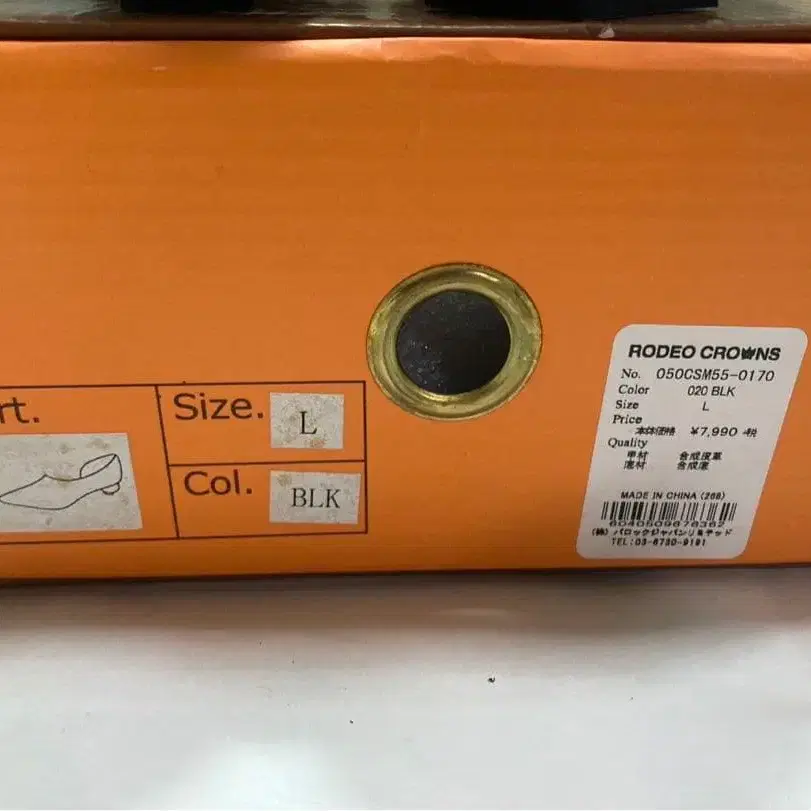 rt.
Size.
L
Col.
BLK
RODEO CROWNS
No. 050CSM55-0170
Color 020 BLK
Size L
Price
本体価格 ¥7,990 +税
Quality
甲材 合成皮革
底材 合成底
MADE IN CHINA (268)
6040509676362
(株) バロックジャパンリミテッド
TEL:03-6730-9191